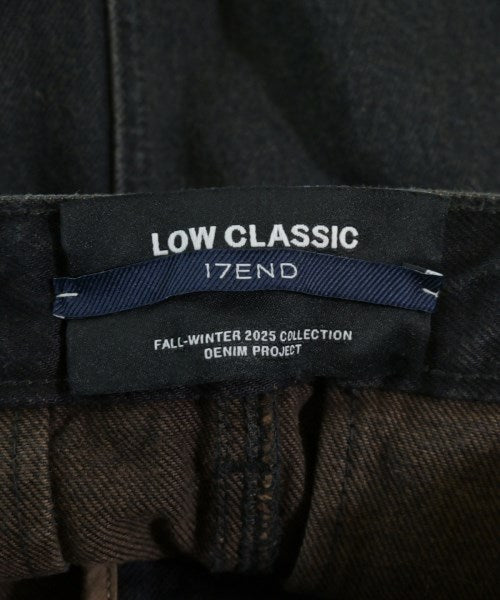 LOW CLASSIC
17END
FALL-WINTER 2025 COLLECTION
DENIM PROJECT